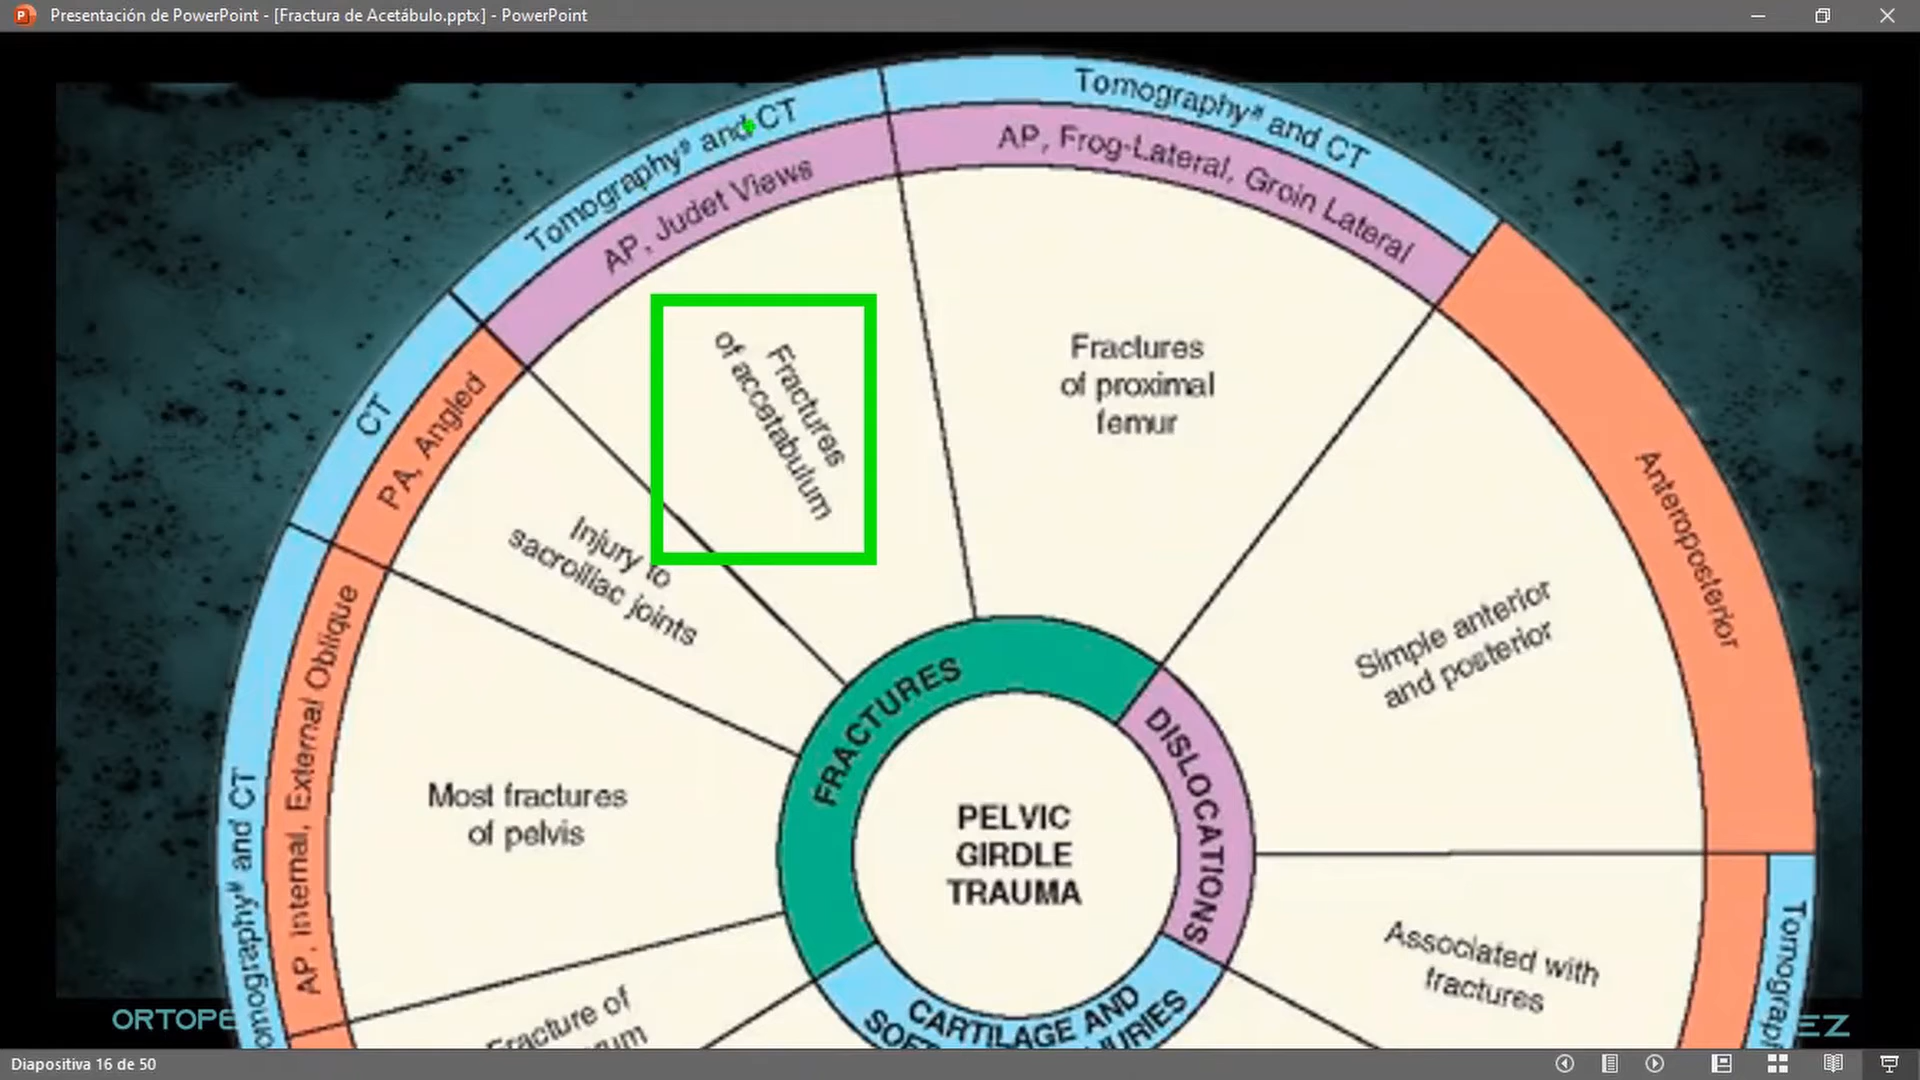 Presentación de PowerPoint - [Fractura de Acetábulo.pptx] - PowerPoint
Tomography# and CT
Tomography# and CT
AP, Judet Views
AP, Frog-Lateral, Groin Lateral
Fractures
of accetabulum
Fractures
of proximal
femur
CT
PA, Angled
Anteroposterior
Injury to
sacroiliac joints
Simple anterior
and posterior
AP, Internal, External Oblique
FRACTURES
DISLOCATIONS
Most fractures
of pelvis
PELVIC
GIRDLE
TRAUMA
and CT
Associated with
fractures
Fracture of
CARTILAGE AND
ORTOPE
EZ
Diapositiva 16 de 50